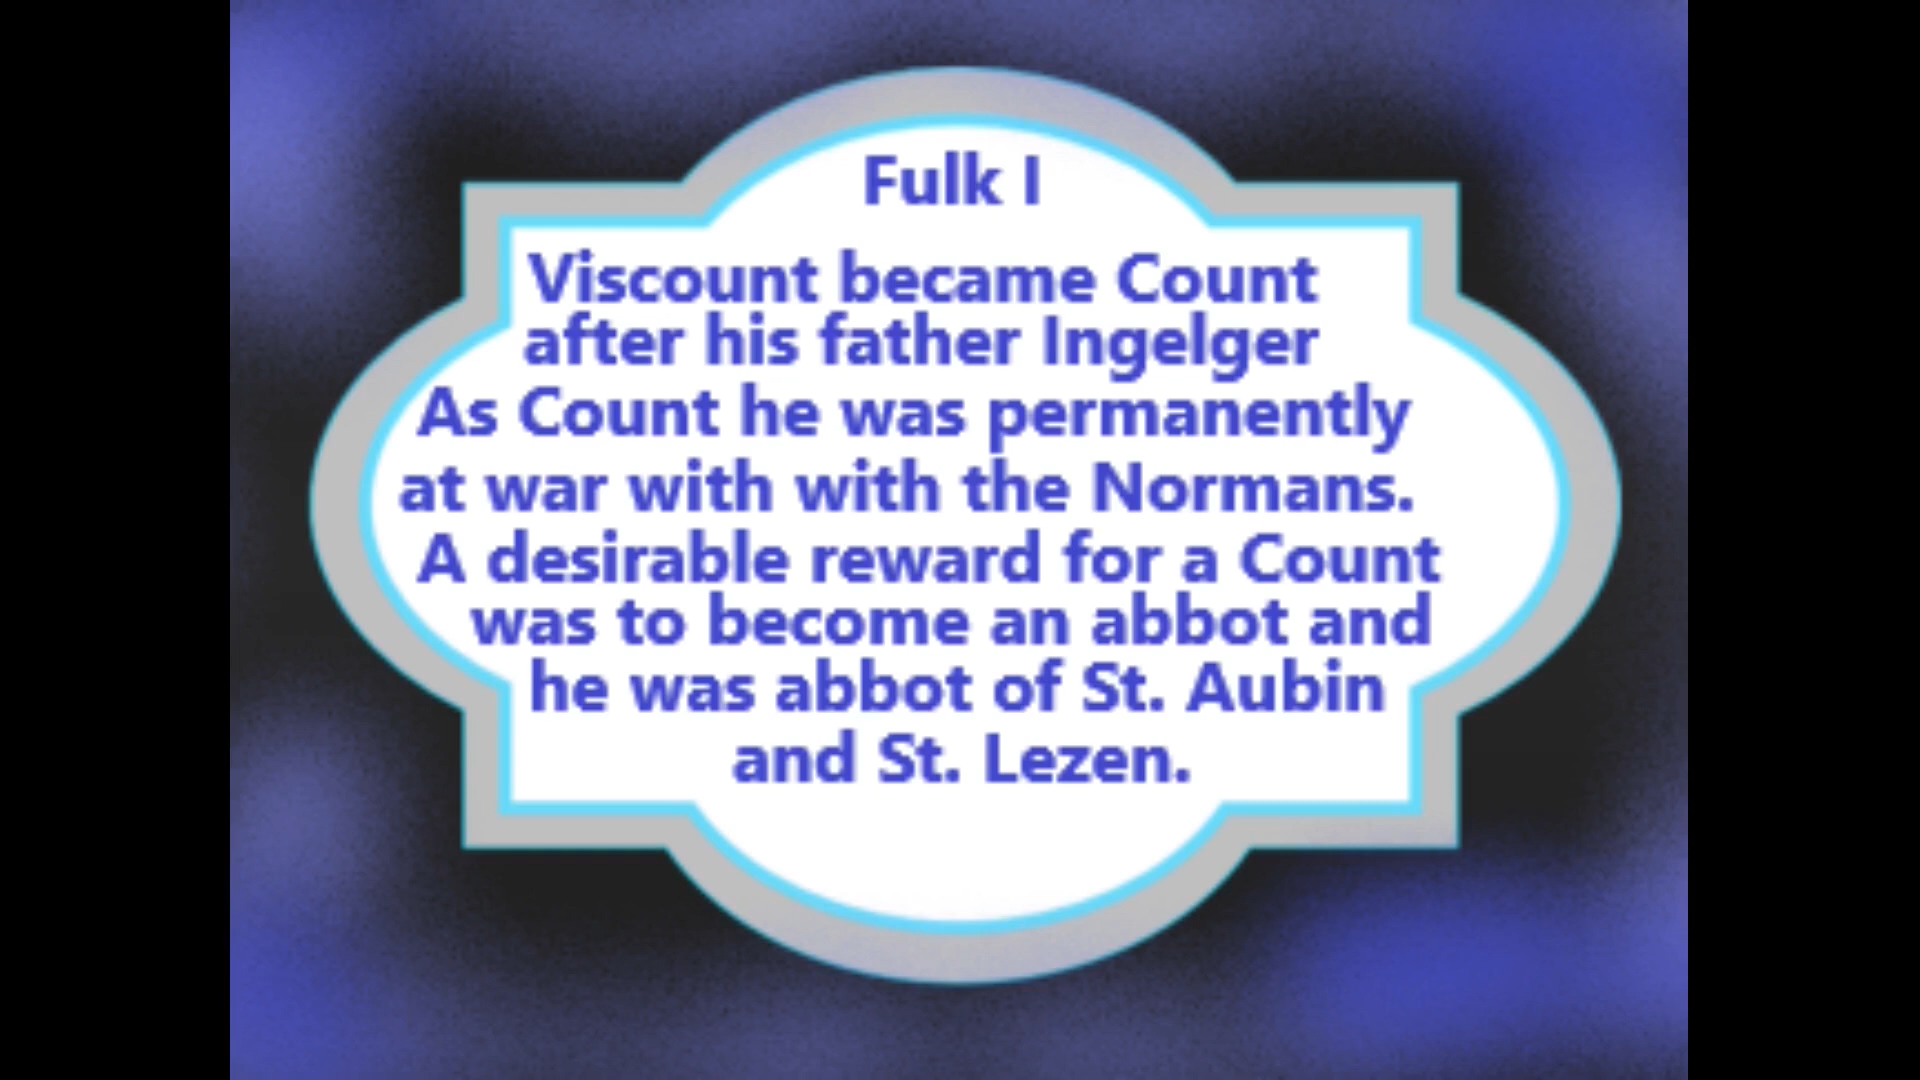 Fulk I
Viscount became Count
after his father Ingelger
As Count he was permanently
at war with with the Normans.
A desirable reward for a Count
was to become an abbot and
he was abbot of St. Aubin
and St. Lezen.